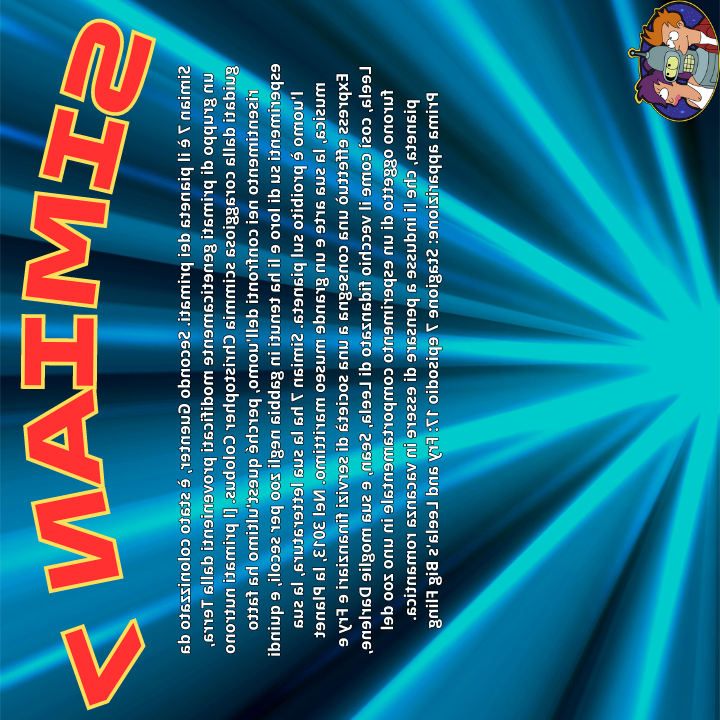 SIMIAN 7
Simian 7 è il pianeta dei primati. Secondo Guenter, è stato colonizzato da
un gruppo di primati geneticamente modificati provenienti dalla Terra,
guidati dalla coraggiosa scimmia Christopher Colobus. (I primati nutrono
risentimento nei confronti dell'uomo, perché quest'ultimo ha fatto
esperimenti su di loro e li ha tenuti in gabbia negli zoo per secoli, e quindi
l'uomo è proibito sul pianeta. Simian 7 ha la sua letteratura, la sua
musica, la sua arte e un grande museo marittimo. Nel 3013, la Planet
Express effettuò una consegna a una società di servizi finanziari e Fry e
Leela, così come il vecchio fidanzato di Leela, Sean, e sua moglie Darlene,
furono oggetto di un esperimento comportamentale in uno zoo del
pianeta, che li indusse a pensare di essere in vacanza romantica.
Prima apparizione: Stagione 7 episodio 17: Fry and Leela's Big Fling